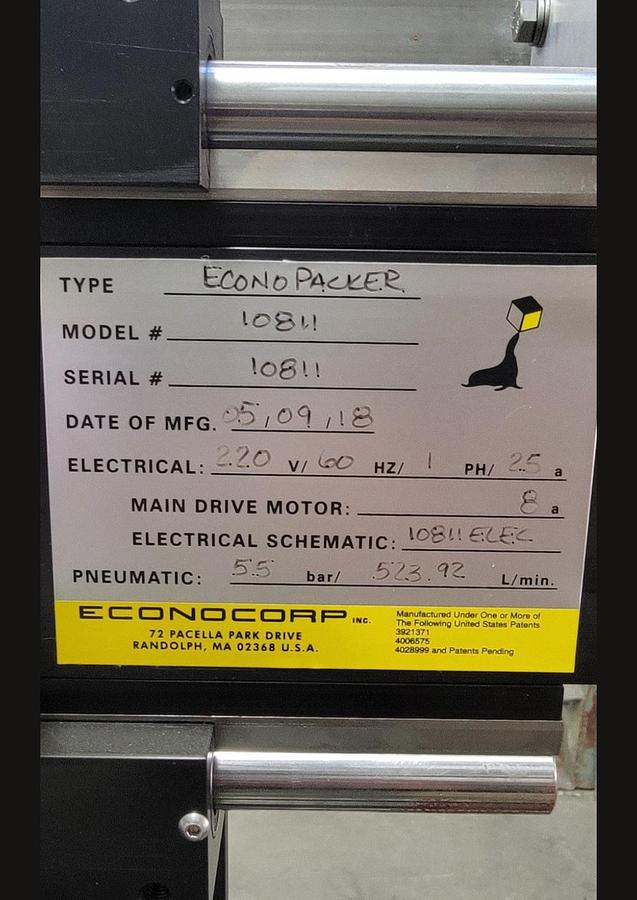 TYPE ECONOPACKER
MODEL # 10811
SERIAL # 10811
DATE OF MFG. 05/09/18
ELECTRICAL: 220 V/ 60 HZ/ 1 PH/ 25 a
MAIN DRIVE MOTOR: 8 a
ELECTRICAL SCHEMATIC: 10811 ELEC
PNEUMATIC: 5.5 bar/ 523.92 L/min.
ECONOCORP INC.
72 PACELLA PARK DRIVE
RANDOLPH, MA 02368 U.S.A.
Manufactured Under One or More of
The Following United States Patents
3921371
4006575
4028999 and Patents Pending